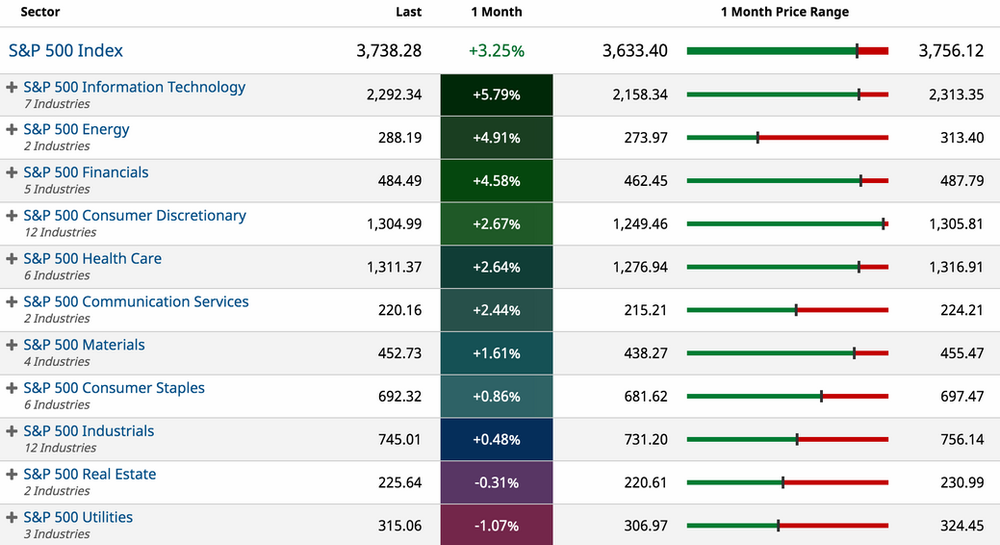 Sector Last 1 Month 1 Month Price Range
S&P 500 Index 3,738.28 +3.25% 3,633.40 3,756.12
S&P 500 Information Technology 2,292.34 +5.79% 2,158.34 2,313.35
7 Industries
S&P 500 Energy 288.19 +4.91% 273.97 313.40
2 Industries
S&P 500 Financials 484.49 +4.58% 462.45 487.79
5 Industries
S&P 500 Consumer Discretionary 1,304.99 +2.67% 1,249.46 1,305.81
12 Industries
S&P 500 Health Care 1,311.37 +2.64% 1,276.94 1,316.91
6 Industries
S&P 500 Communication Services 220.16 +2.44% 215.21 224.21
2 Industries
S&P 500 Materials 452.73 +1.61% 438.27 455.47
4 Industries
S&P 500 Consumer Staples 692.32 +0.86% 681.62 697.47
6 Industries
S&P 500 Industrials 745.01 +0.48% 731.20 756.14
12 Industries
S&P 500 Real Estate 225.64 -0.31% 220.61 230.99
2 Industries
S&P 500 Utilities 315.06 -1.07% 306.97 324.45
3 Industries